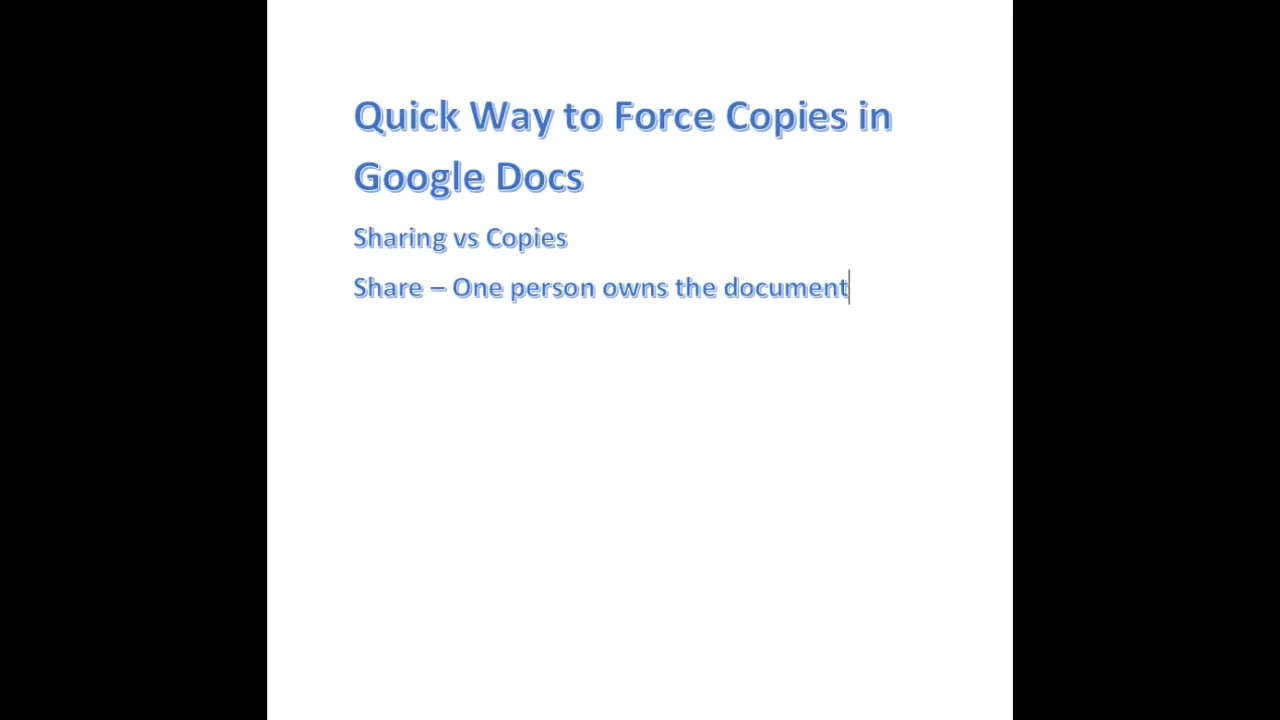 Quick Way to Force Copies in
Google Docs
Sharing vs Copies
Share – One person owns the document